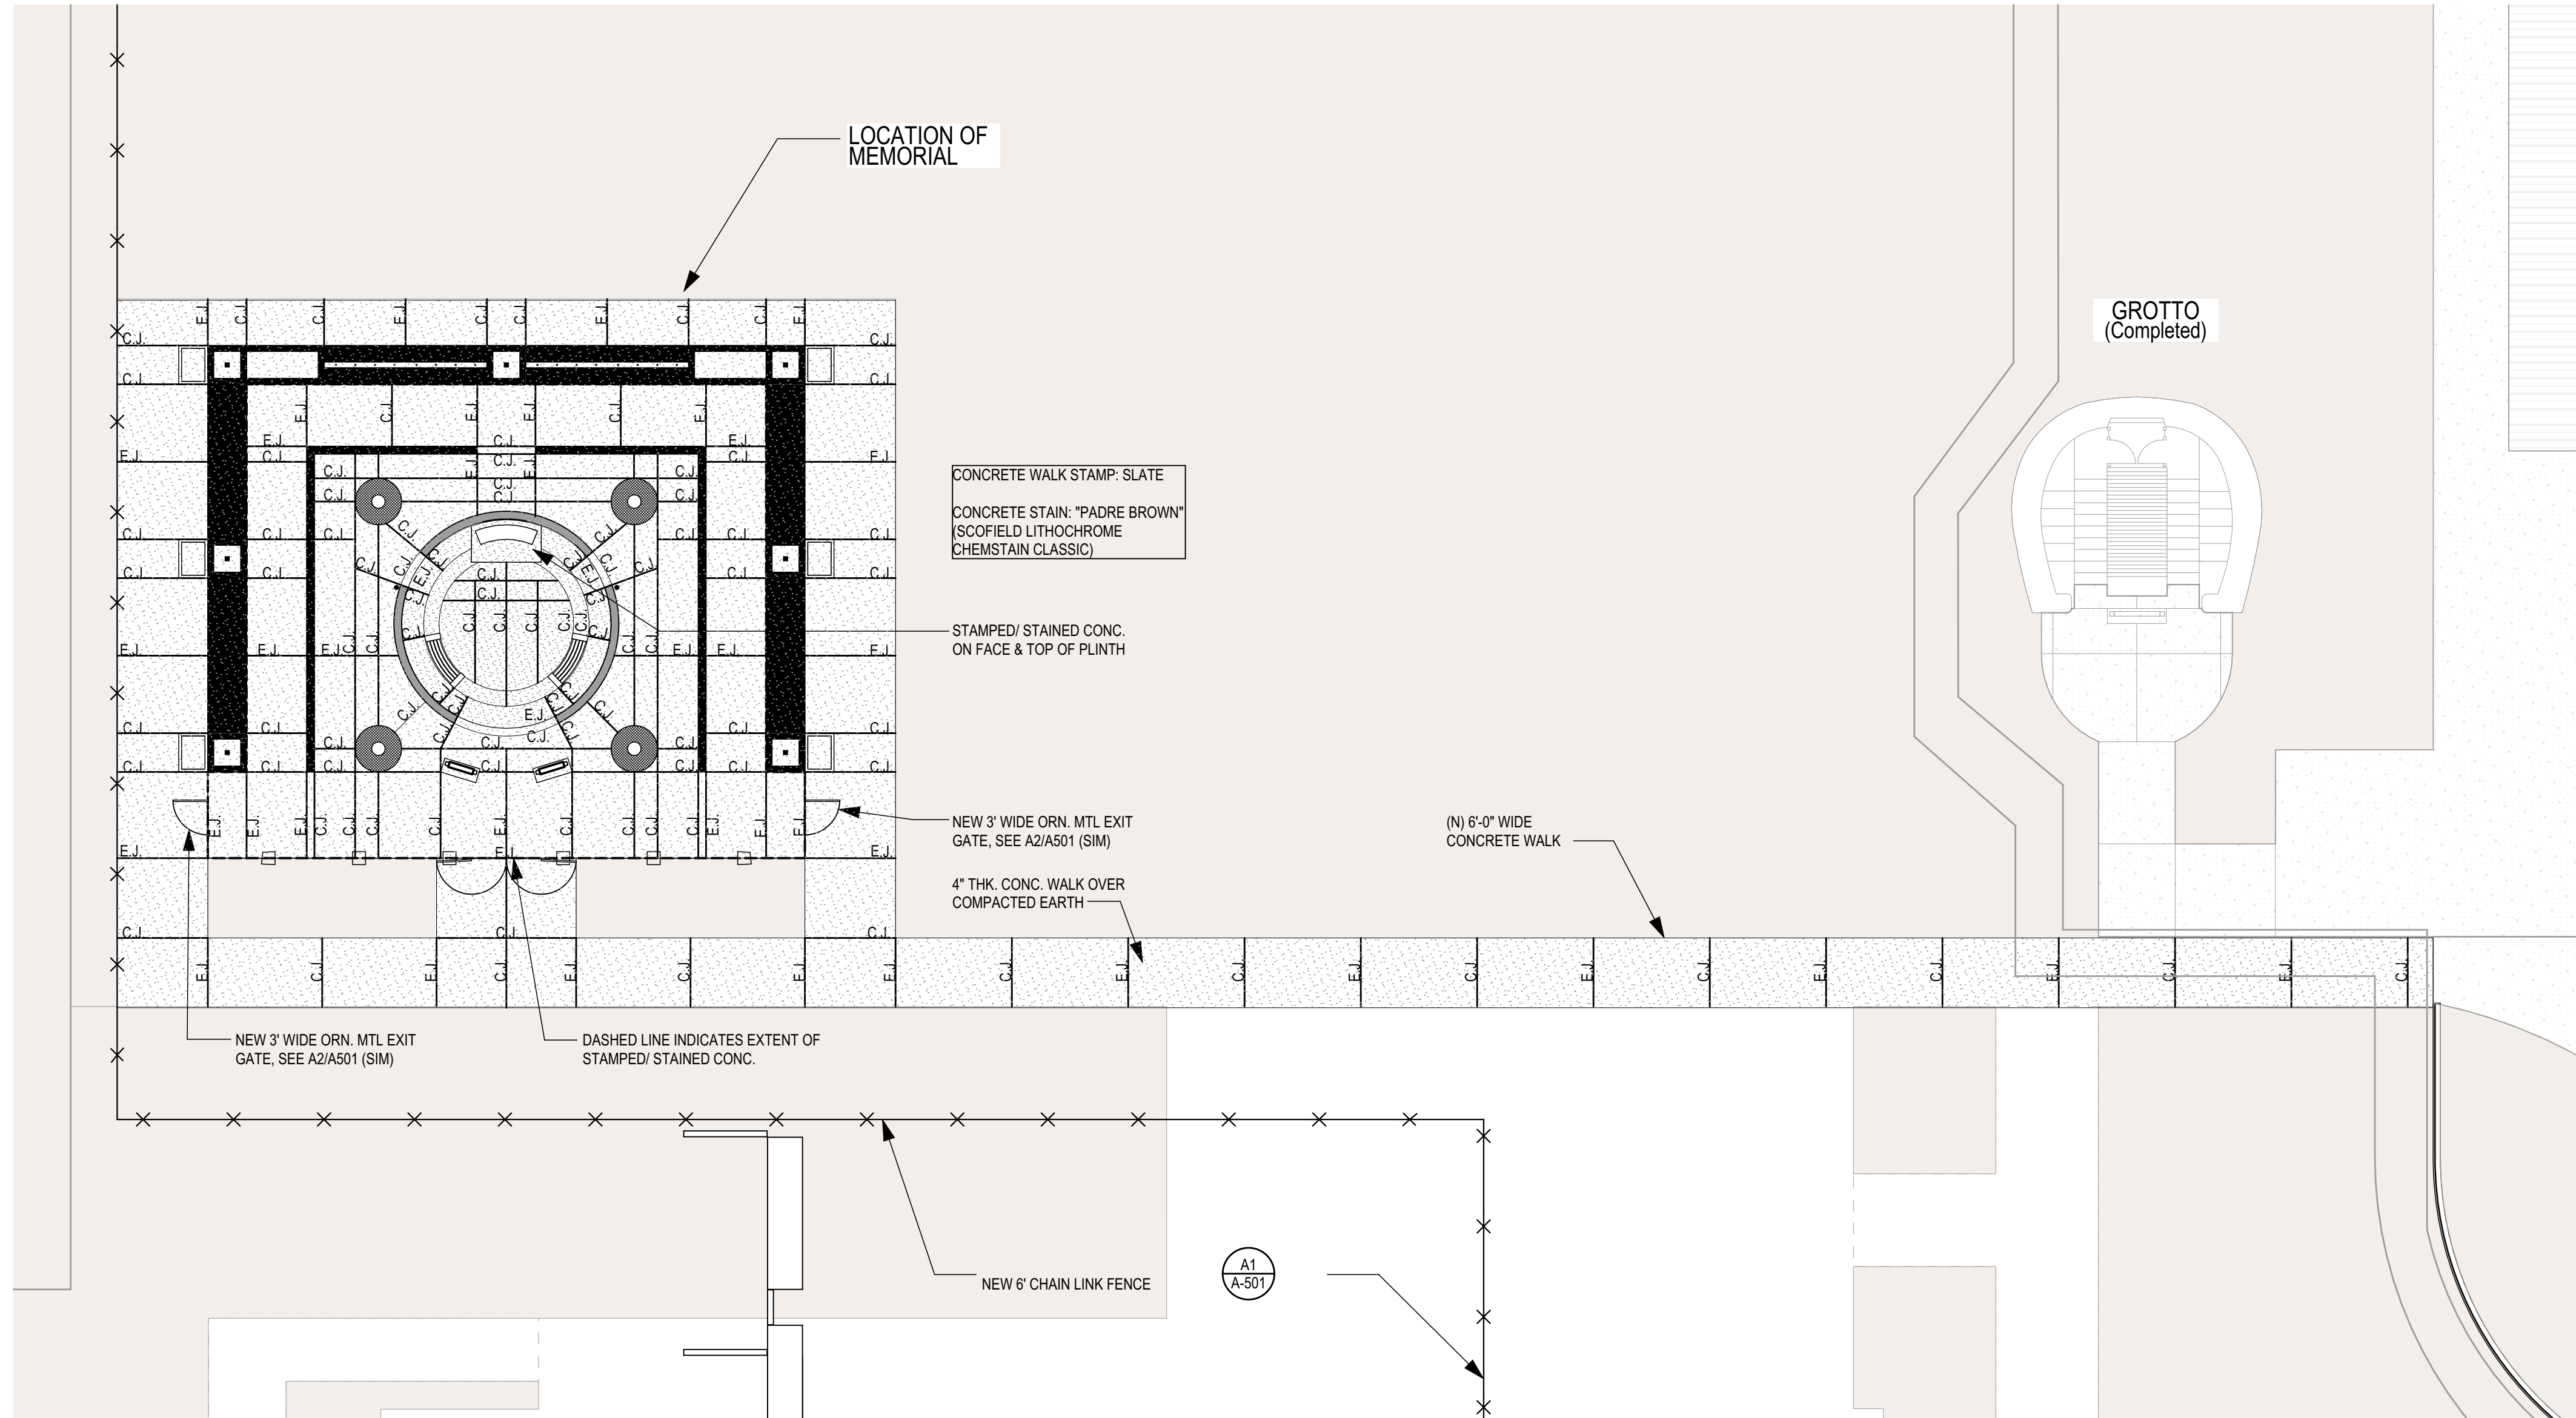 LOCATION OF
MEMORIAL
GROTTO
(Completed)
E.J. C.J. C.J. E.J. C.J. C.J. E.J. C.J. C.J. E.J.
C.J. C.J.
C.J. C.J.
E.J. C.J. E.J. E.J. C.J. E.J.
E.J. C.J. E.J.
E.J. C.J. C.J. C.J. E.J.
C.J. E.J. E.J. C.J.
C.J. C.J. C.J. C.J.
CONCRETE WALK STAMP: SLATE
CONCRETE STAIN: "PADRE BROWN"
(SCOFIELD LITHOCHROME
CHEMSTAIN CLASSIC)
C.J. C.J.
C.J. C.J. C.J. C.J. C.J.
C.J. C.J. C.J. C.J. C.J. C.J.
C.J. C.J. E.J. C.J. E.J. C.J. C.J. C.J.
C.J. C.J. C.J.
C.J. C.J. C.J. C.J. C.J. C.J. C.J.
STAMPED/ STAINED CONC.
ON FACE & TOP OF PLINTH
E.J. E.J. E.J. C.J. C.J. C.J. C.J. E.J. E.J. E.J.
C.J. C.J. C.J. C.J.
C.J. E.J. C.J. C.J.
C.J. C.J. C.J. C.J. C.J. C.J.
C.J. C.J. C.J. C.J.
C.J. C.J. C.J. C.J. C.J. C.J.
NEW 3' WIDE ORN. MTL EXIT
GATE, SEE A2/A501 (SIM)
(N) 6'-0" WIDE
CONCRETE WALK
E.J. E.J. E.J. C.J. C.J. C.J. C.J. E.J. C.J. C.J. C.J. C.J. E.J. E.J. E.J.
E.J. E.J. E.J.
4" THK. CONC. WALK OVER
COMPACTED EARTH
C.J. C.J. C.J.
E.J. C.J. E.J. C.J. E.J. C.J. E.J. E.J. C.J. E.J. C.J. E.J. C.J. E.J. C.J. E.J. C.J. E.J. C.J. E.J. C.J.
NEW 3' WIDE ORN. MTL EXIT
GATE, SEE A2/A501 (SIM)
DASHED LINE INDICATES EXTENT OF
STAMPED/ STAINED CONC.
NEW 6' CHAIN LINK FENCE
A1
A-501